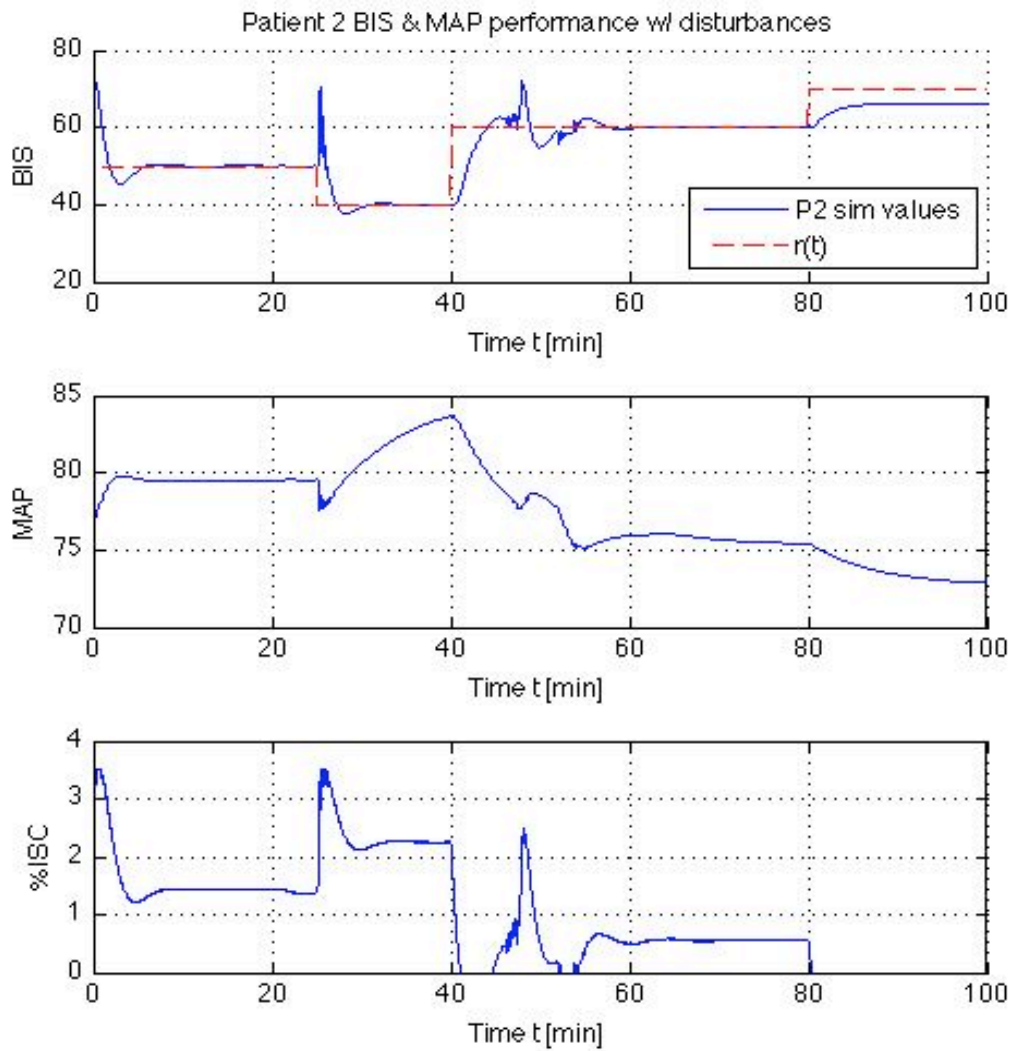 Patient 2 BIS & MAP performance w/ disturbances
80
60
40
20
BIS
P2 sim values
r(t)
0 20 40 60 80 100
Time t [min]
85
80
75
70
MAP
0 20 40 60 80 100
Time t [min]
4
3
2
1
0
%ISC
0 20 40 60 80 100
Time t [min]